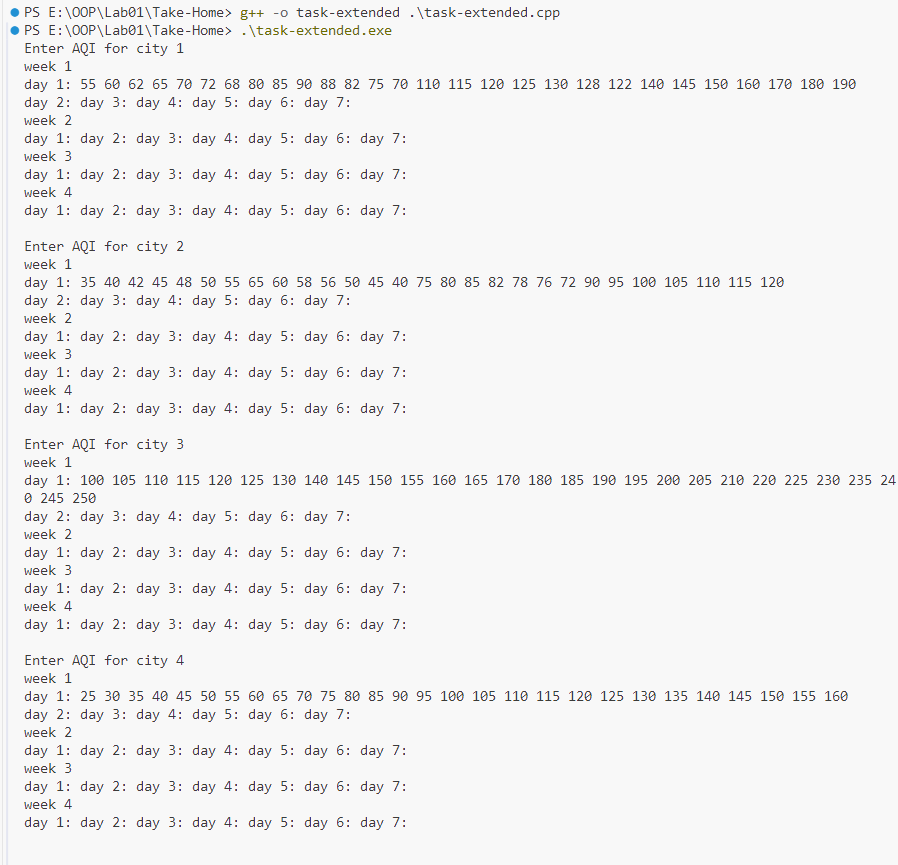 PS E:\OOP\Lab01\Take-Home> g++ -o task-extended .\task-extended.cpp
PS E:\OOP\Lab01\Take-Home> .\task-extended.exe
Enter AQI for city 1
week 1
day 1: 55 60 62 65 70 72 68 80 85 90 88 82 75 70 110 115 120 125 130 128 122 140 145 150 160 170 180 190
day 2: day 3: day 4: day 5: day 6: day 7:
week 2
day 1: day 2: day 3: day 4: day 5: day 6: day 7:
week 3
day 1: day 2: day 3: day 4: day 5: day 6: day 7:
week 4
day 1: day 2: day 3: day 4: day 5: day 6: day 7:

Enter AQI for city 2
week 1
day 1: 35 40 42 45 48 50 55 65 60 58 56 50 45 40 75 80 85 82 78 76 72 90 95 100 105 110 115 120
day 2: day 3: day 4: day 5: day 6: day 7:
week 2
day 1: day 2: day 3: day 4: day 5: day 6: day 7:
week 3
day 1: day 2: day 3: day 4: day 5: day 6: day 7:
week 4
day 1: day 2: day 3: day 4: day 5: day 6: day 7:

Enter AQI for city 3
week 1
day 1: 100 105 110 115 120 125 130 140 145 150 155 160 165 170 180 185 190 195 200 205 210 220 225 230 235 24
0 245 250
day 2: day 3: day 4: day 5: day 6: day 7:
week 2
day 1: day 2: day 3: day 4: day 5: day 6: day 7:
week 3
day 1: day 2: day 3: day 4: day 5: day 6: day 7:
week 4
day 1: day 2: day 3: day 4: day 5: day 6: day 7:

Enter AQI for city 4
week 1
day 1: 25 30 35 40 45 50 55 60 65 70 75 80 85 90 95 100 105 110 115 120 125 130 135 140 145 150 155 160
day 2: day 3: day 4: day 5: day 6: day 7:
week 2
day 1: day 2: day 3: day 4: day 5: day 6: day 7:
week 3
day 1: day 2: day 3: day 4: day 5: day 6: day 7:
week 4
day 1: day 2: day 3: day 4: day 5: day 6: day 7: